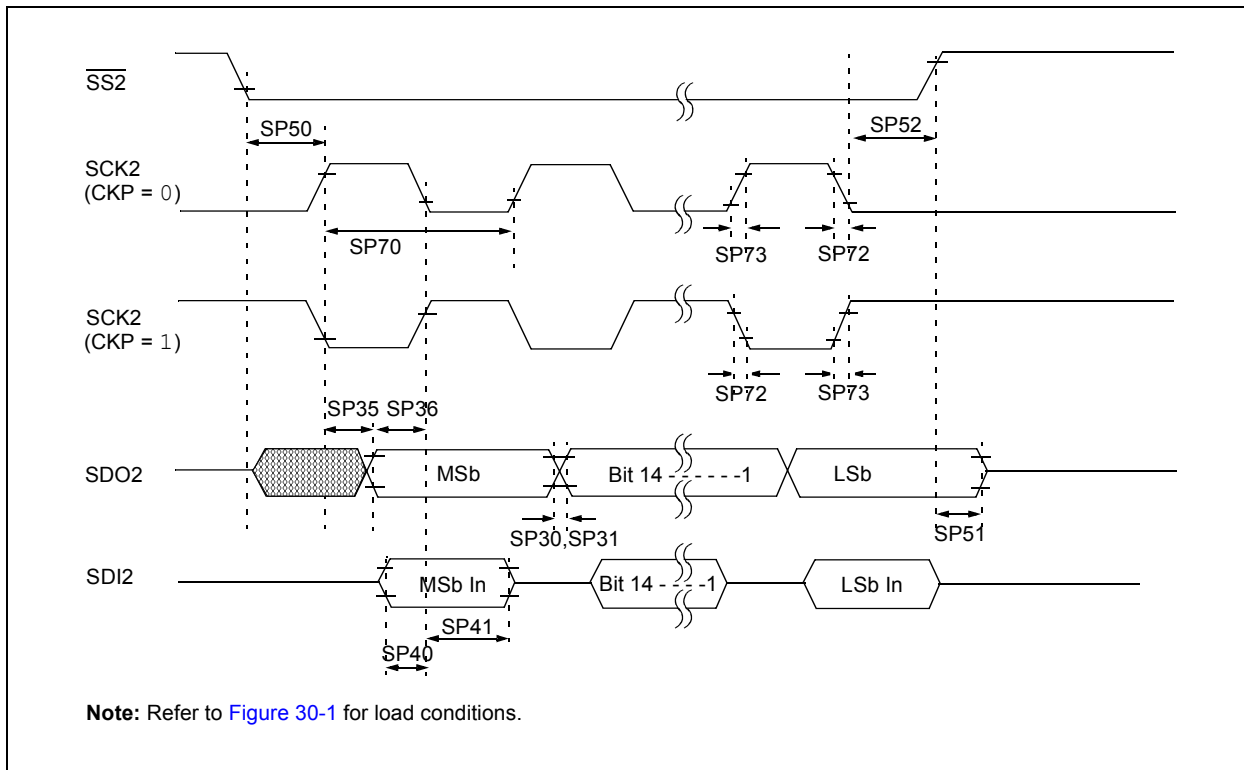 SS2
SP50
SP52
SCK2
(CKP = 0)
SP70
SP73
SP72
SCK2
(CKP = 1)
SP72
SP73
SP35
SP36
SDO2
MSb
Bit 14 - - - - - -1
LSb
SP30,SP31
SP51
SDI2
MSb In
Bit 14 - - - -1
LSb In
SP41
SP40
Note: Refer to Figure 30-1 for load conditions.